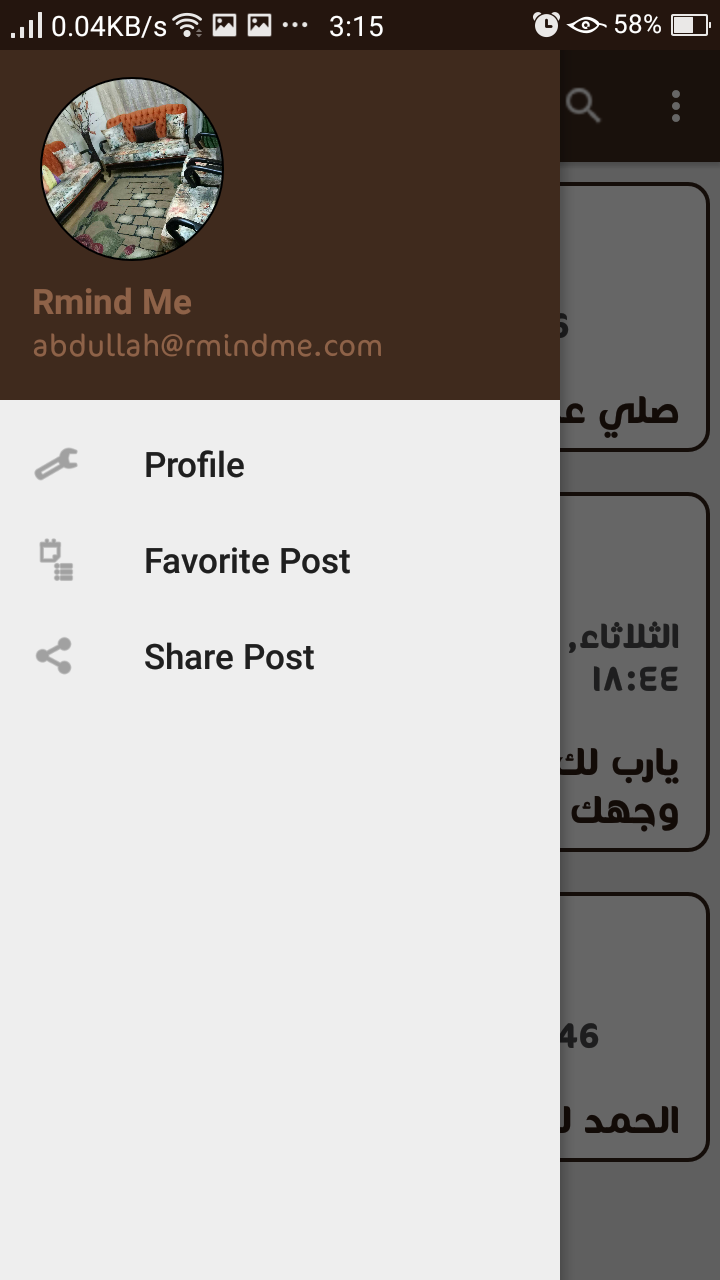 0.04KB/s
3:15
58%
Rmind Me
abdullah@rmindme.com
Profile
Favorite Post
Share Post
6
صلي
الثلاثاء,
١٨:٤٤
يارب لك
وجهك
46
الحمد